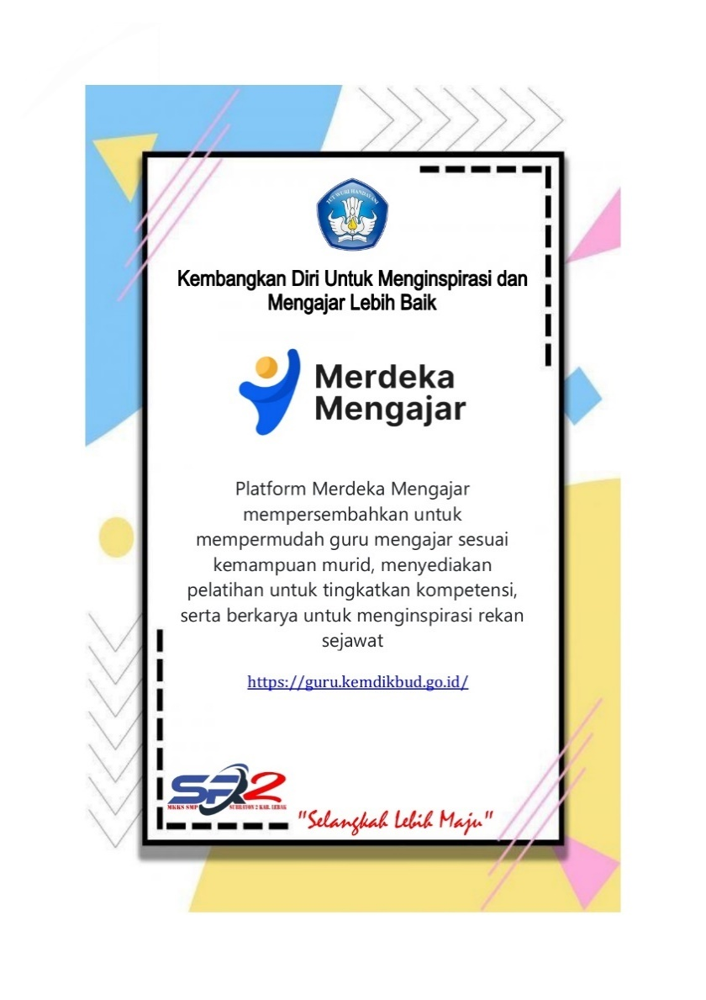 TUT WURI HANDAYANI
Kembangkan Diri Untuk Menginspirasi dan
Mengajar Lebih Baik
Merdeka
Mengajar
Platform Merdeka Mengajar
mempersembahkan untuk
mempermudah guru mengajar sesuai
kemampuan murid, menyediakan
pelatihan untuk tingkatkan kompetensi,
serta berkarya untuk menginspirasi rekan
sejawat
https://guru.kemdikbud.go.id/
SR2
MKKS SMP SUBRAYON 2 KAB. LEBAK
"Selangkah Lebih Maju"